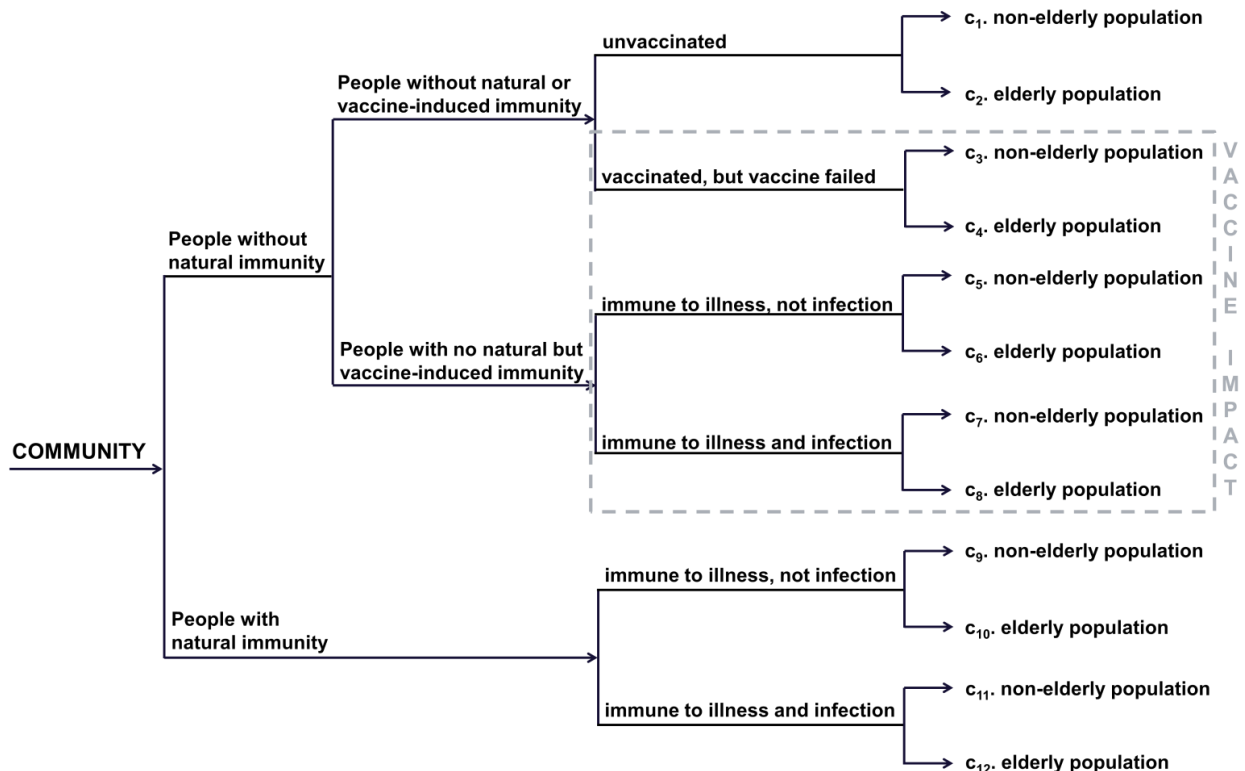 c₁. non-elderly population
unvaccinated
People without natural or
vaccine-induced immunity
c₂. elderly population
c₃. non-elderly population
vaccinated, but vaccine failed
c₄. elderly population
People without
natural immunity
c₅. non-elderly population
immune to illness, not infection
People with no natural but
vaccine-induced immunity
c₆. elderly population
c₇. non-elderly population
immune to illness and infection
COMMUNITY
c₈. elderly population
VACCINE IMPACT
c₉. non-elderly population
immune to illness, not infection
People with
natural immunity
c₁₀. elderly population
c₁₁. non-elderly population
immune to illness and infection
c₁₂. elderly population